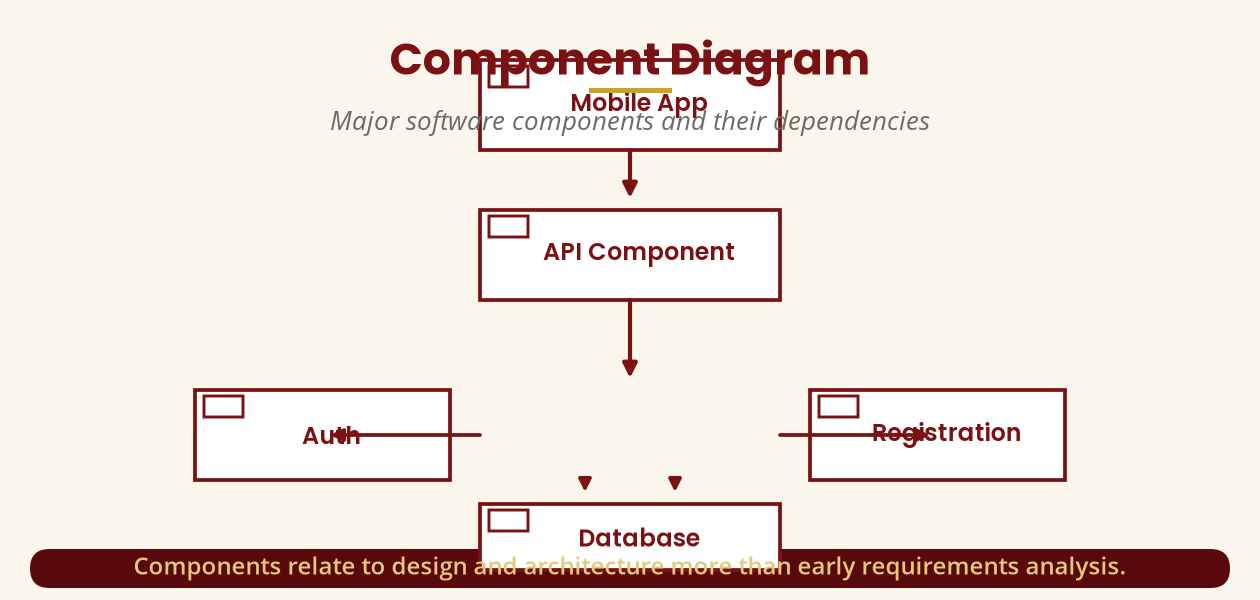 Component Diagram
Mobile App
Major software components and their dependencies
API Component
Auth
Registration
Database
Components relate to design and architecture more than early requirements analysis.